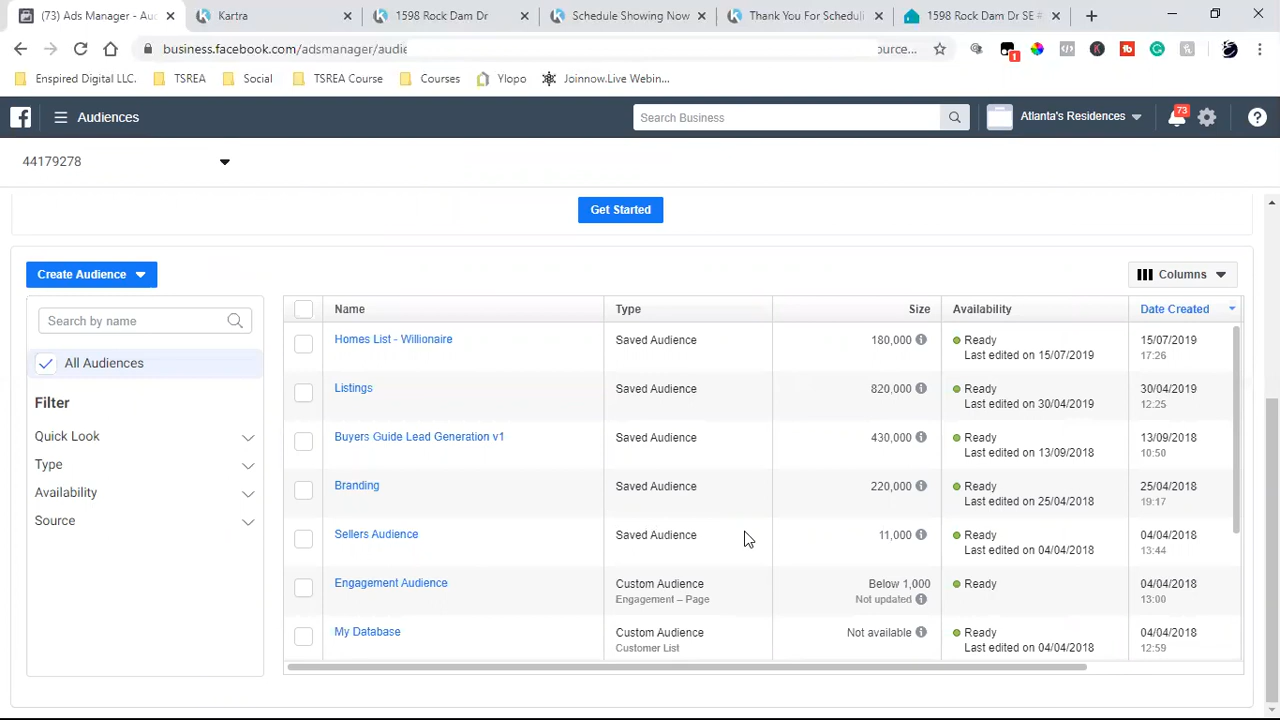 (73) Ads Manager - Aud
Kartra
1598 Rock Dam Dr
Schedule Showing Now
Thank You For Scheduli
1598 Rock Dam Dr SE #
business.facebook.com/adsmanager/audie
ource...
1
Enspired Digital LLC.
TSREA
Social
TSREA Course
Courses
Ylopo
Joinnow.Live Webin...
Audiences
Search Business
Atlanta's Residences
73
44179278
Get Started
Create Audience
Columns
Search by name
All Audiences
Filter
Quick Look
Type
Availability
Source
Name Type Size Availability Date Created
Homes List - Willionaire Saved Audience 180,000 Ready 15/07/2019
Last edited on 15/07/2019 17:26
Listings Saved Audience 820,000 Ready 30/04/2019
Last edited on 30/04/2019 12:25
Buyers Guide Lead Generation v1 Saved Audience 430,000 Ready 13/09/2018
Last edited on 13/09/2018 10:50
Branding Saved Audience 220,000 Ready 25/04/2018
Last edited on 25/04/2018 19:17
Sellers Audience Saved Audience 11,000 Ready 04/04/2018
Last edited on 04/04/2018 13:44
Engagement Audience Custom Audience Below 1,000 Ready 04/04/2018
Engagement – Page Not updated 13:00
My Database Custom Audience Not available Ready 04/04/2018
Customer List Last edited on 04/04/2018 12:59